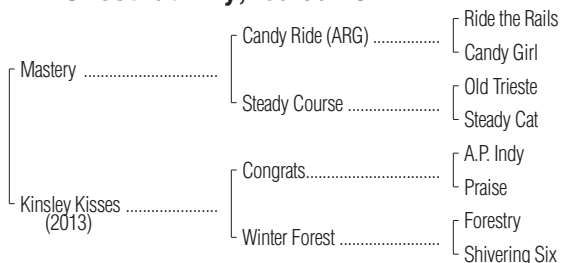 Ride the Rails
Candy Ride (ARG) ..................
Candy Girl
Mastery ..................................
Old Trieste
Steady Course ........................
Steady Cat
A.P. Indy
Congrats..................................
Praise
Kinsley Kisses .......................
(2013)
Forestry
Winter Forest ..........................
Shivering Six